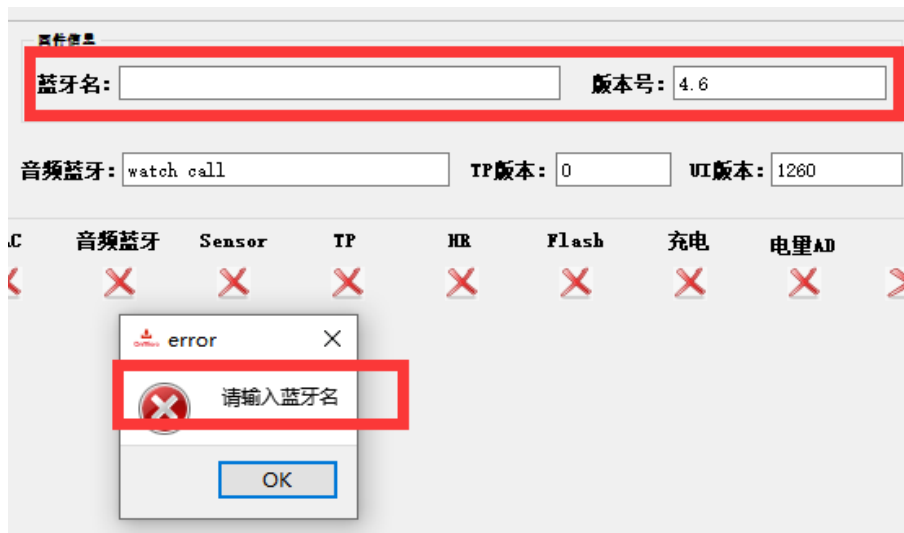 蓝牙名:
版本号: 4.6
音频蓝牙: watch call
TP版本: 0
UI版本: 1260
音频蓝牙 Sensor TP HR Flash 充电 电量AD
error
请输入蓝牙名
OK